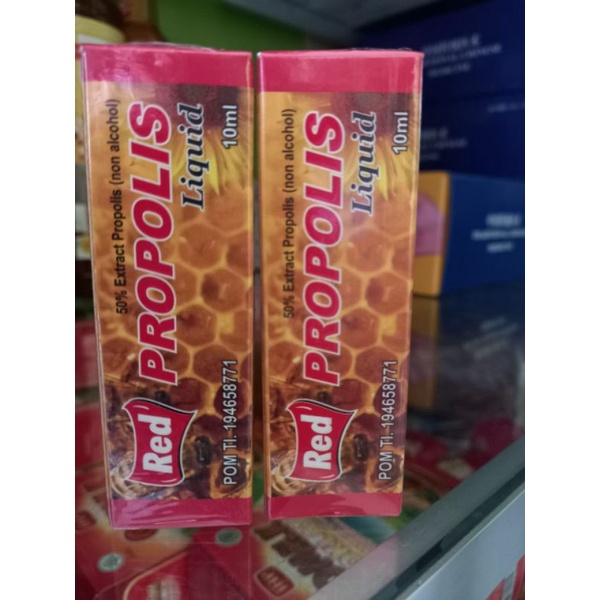 50% Extract Propolis (non alcohol)
Red
PROPOLIS
Liquid
10ml
POM TI. 194658771
50% Extract Propolis (non alcohol)
Red
PROPOLIS
Liquid
10ml
POM TI. 194658771